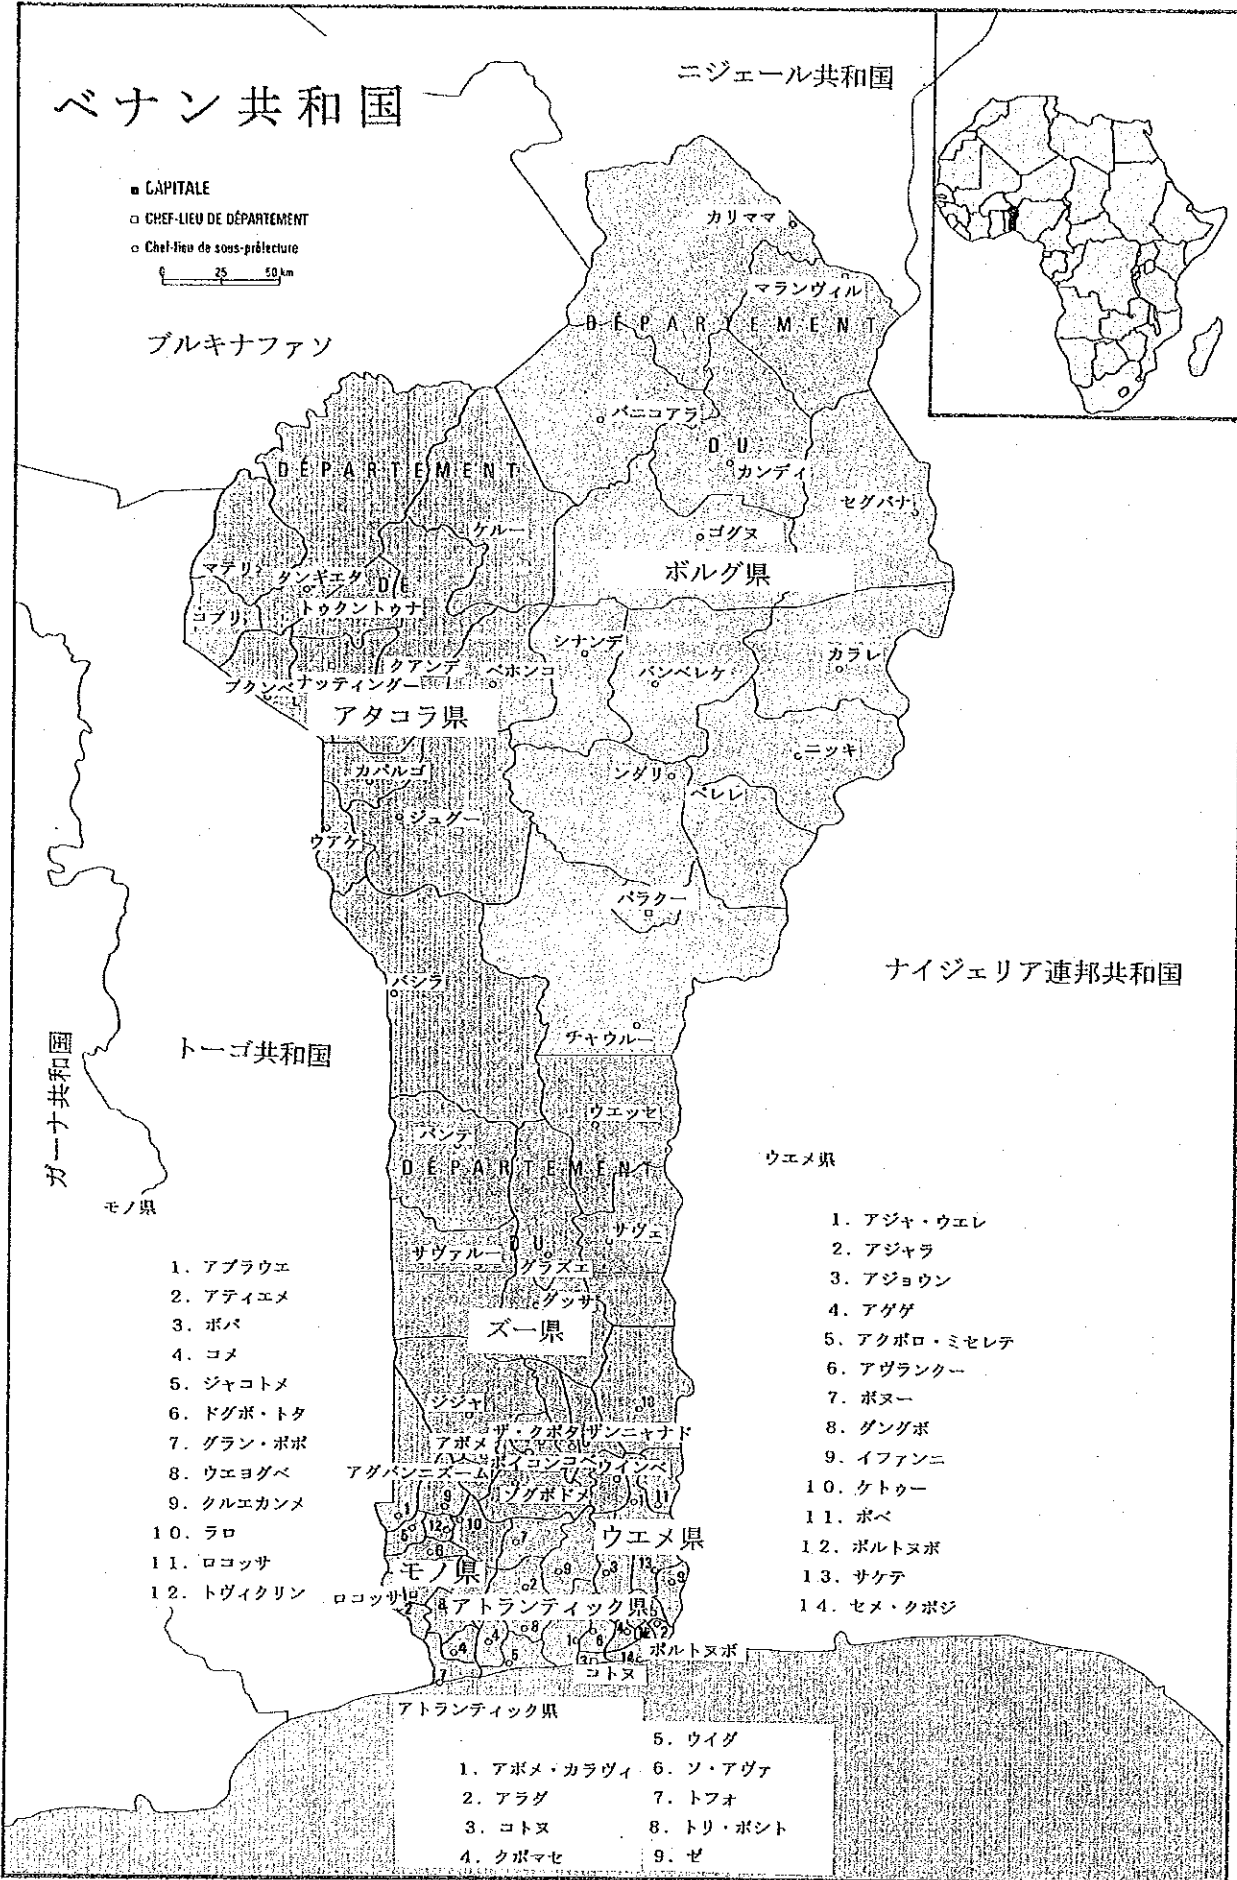 ベナン共和国
ニジェール共和国
■ CAPITALE
□ CHEF-LIEU DE DÉPARTEMENT
○ Chef-lieu de sous-préfecture
0 25 50 km
ブルキナファソ
カリママ
マランヴィル
DÉPARTEMENT
バニコアラ
DU
カンディ
DÉPARTEMENT
セグバナ
ケルー
ゴグヌ
ボルグ県
マテリ
タンギエタ
DE
コブリ
トゥクントゥナ
シナンデ
クアンデ
ペホンコ
バンベレケ
カラレ
ブクンベ
ナッティングー
アタコラ県
ニッキ
カパルゴ
ンダリ
ペレレ
ジュグー
ウアケ
パラクー
ナイジェリア連邦共和国
バシラ
チャウルー
トーゴ共和国
ガーナ共和国
ウエッセ
バンテ
DÉPARTEMENT
サヴァルー
DU
サヴェ
グラズエ
ダッサ
ズー県
ジジャ
10
ザ・クポタ
ザンニャナド
アボメ
ボイコン
コベ
ウインベ
アグバンニズーム
ゾグボドメ
ウエメ県
モノ県
ロコッサ
アトランティック県
ポルトヌボ
コトヌ
モノ県
1. アプラウエ
2. アティエメ
3. ボパ
4. コメ
5. ジャコトメ
6. ドグボ・トタ
7. グラン・ポポ
8. ウエヨグベ
9. クルエカンメ
10. ラロ
11. ロコッサ
12. トヴィクリン
ウエメ県
1. アジャ・ウエレ
2. アジャラ
3. アジョウン
4. アゲゲ
5. アクポロ・ミセレテ
6. アヴランクー
7. ボヌー
8. ダングボ
9. イファンニ
10. ケトゥー
11. ポベ
12. ポルトヌボ
13. サケテ
14. セメ・クポジ
アトランティック県
1. アボメ・カラヴィ
2. アラダ
3. コトヌ
4. クポマセ
5. ウイダ
6. ソ・アヴァ
7. トフォ
8. トリ・ボシト
9. ゼ